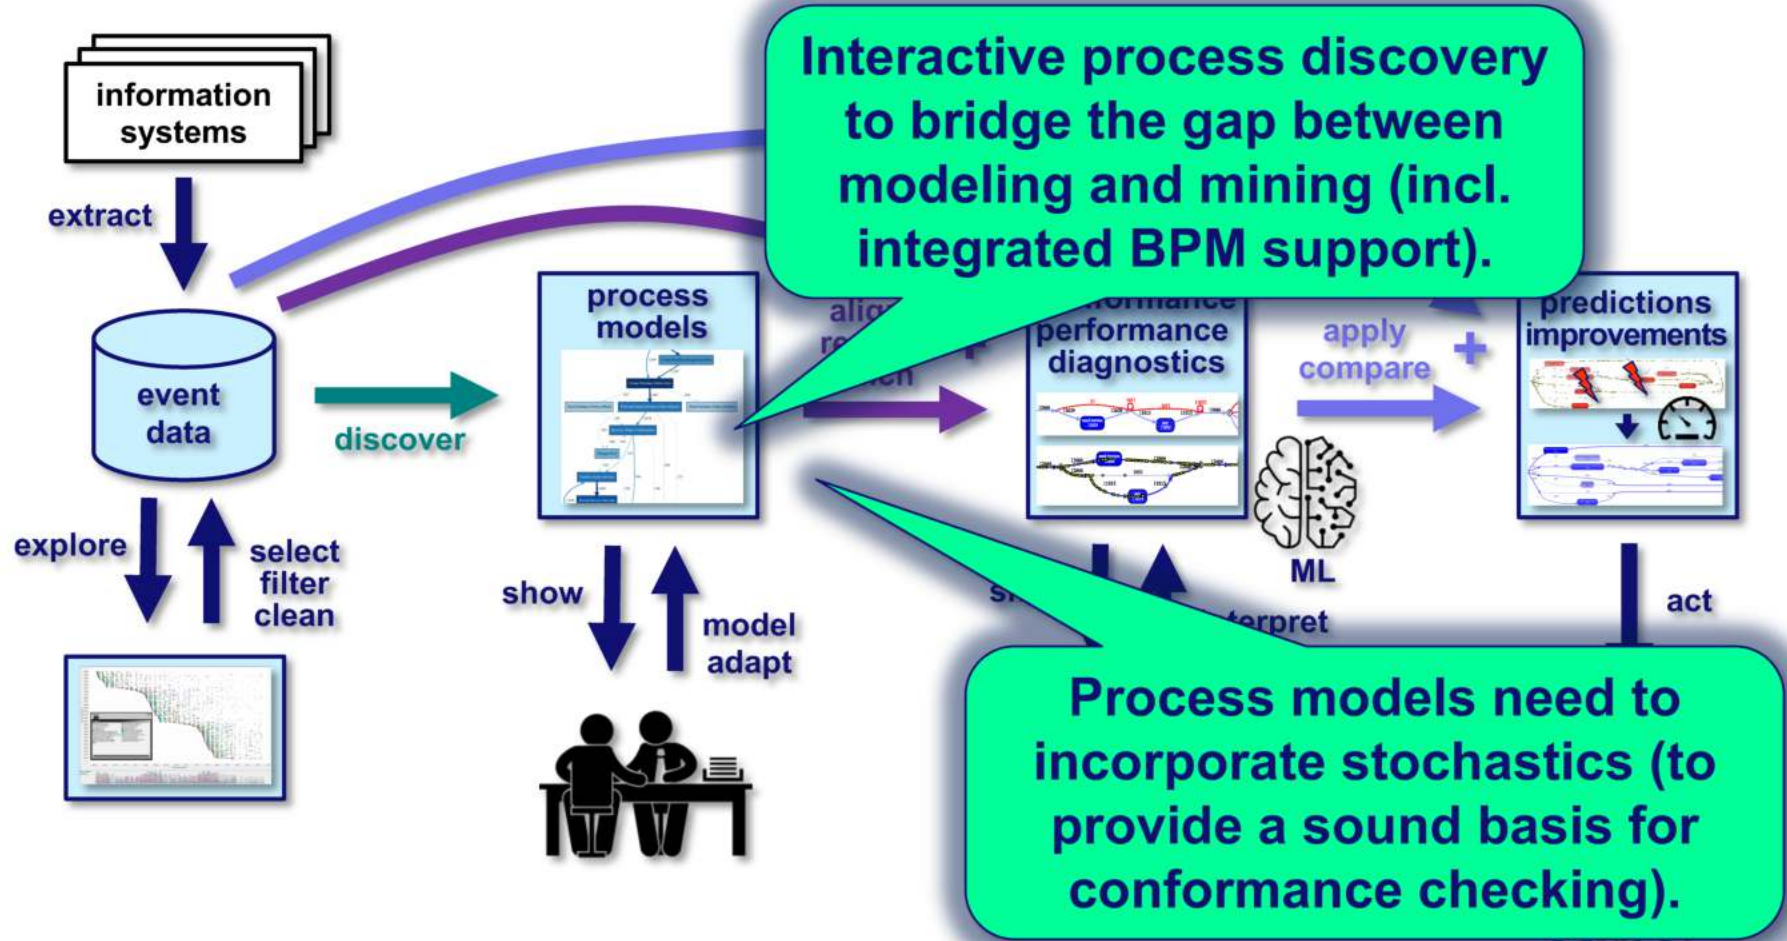 information
systems
extract
event
data
explore
select
filter
clean
discover
process
models
show
model
adapt
Interactive process discovery
to bridge the gap between
modeling and mining (incl.
integrated BPM support).
performance
diagnostics
ML
apply
compare
+
predictions
improvements
act
Process models need to
incorporate stochastics (to
provide a sound basis for
conformance checking).